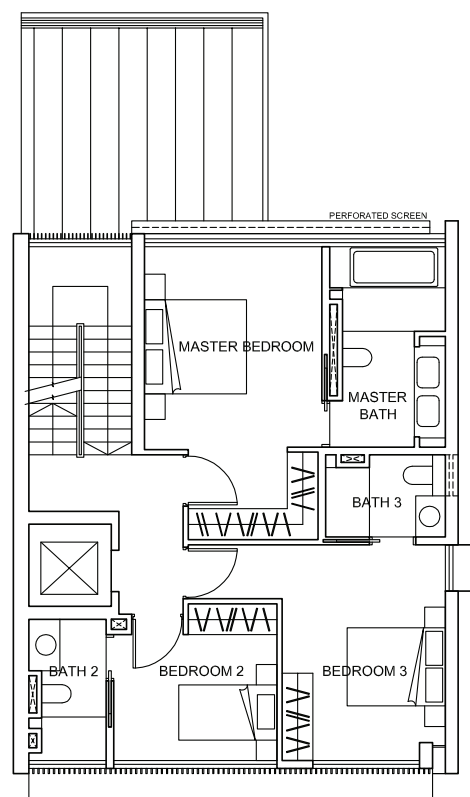 PERFORATED SCREEN
MASTER BEDROOM
MASTER
BATH
BATH 3
BATH 2
BEDROOM 2
BEDROOM 3